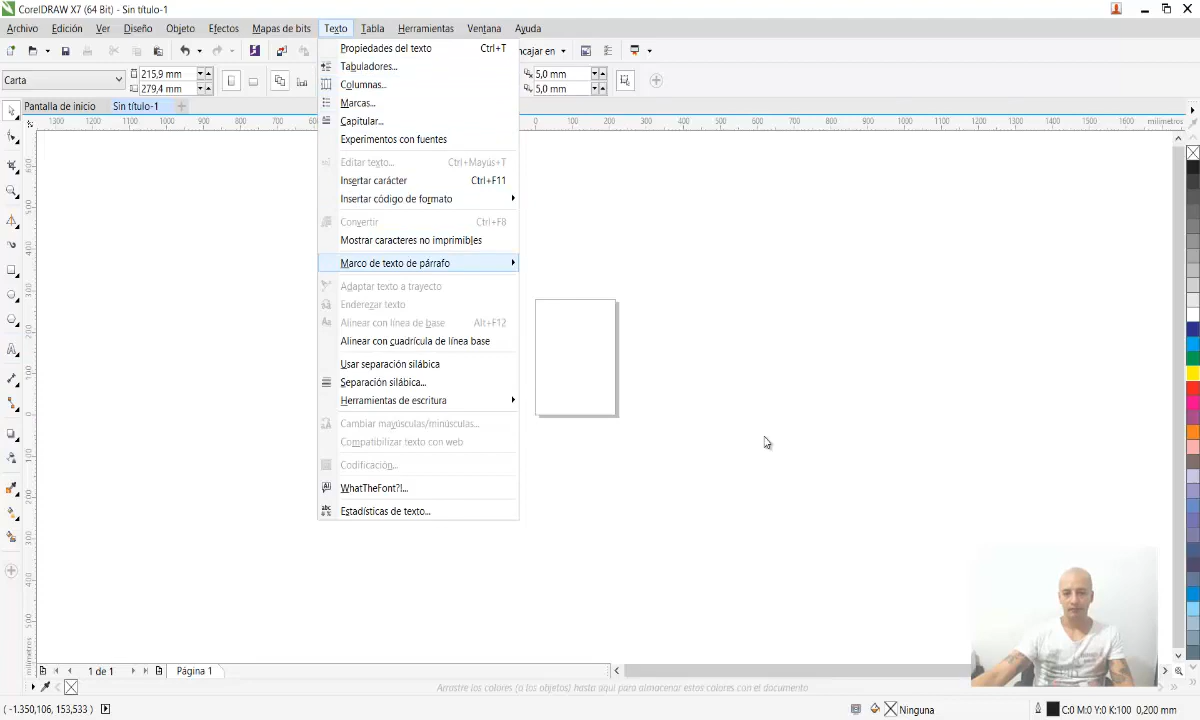 CorelDRAW X7 (64 Bit) - Sin título-1
Archivo Edición Ver Diseño Objeto Efectos Mapas de bits Texto Tabla Herramientas Ventana Ayuda
Carta
215,9 mm
279,4 mm
ncajar en
5,0 mm
5,0 mm
Pantalla de inicio Sin título-1
1300 1200 1100 1000 900 800 700 600 0 100 200 300 400 500 600 700 800 900 1000 1100 1200 1300 1400 1500 1600 milímetros
Propiedades del texto Ctrl+T
Tabuladores...
Columnas...
Marcas...
Capitular...
Experimentos con fuentes
Editar texto... Ctrl+Mayús+T
Insertar carácter Ctrl+F11
Insertar código de formato
Convertir Ctrl+F8
Mostrar caracteres no imprimibles
Marco de texto de párrafo
Adaptar texto a trayecto
Enderezar texto
Alinear con línea de base Alt+F12
Alinear con cuadrícula de línea base
Usar separación silábica
Separación silábica...
Herramientas de escritura
Cambiar mayúsculas/minúsculas...
Compatibilizar texto con web
Codificación...
WhatTheFont?!...
Estadísticas de texto...
milímetros
1 de 1 Página 1
Arrastre los colores (o los objetos) hasta aquí para almacenar estos colores con el documento
( -1.350,106, 153,533 )
Ninguna
C:0 M:0 Y:0 K:100 0,200 mm